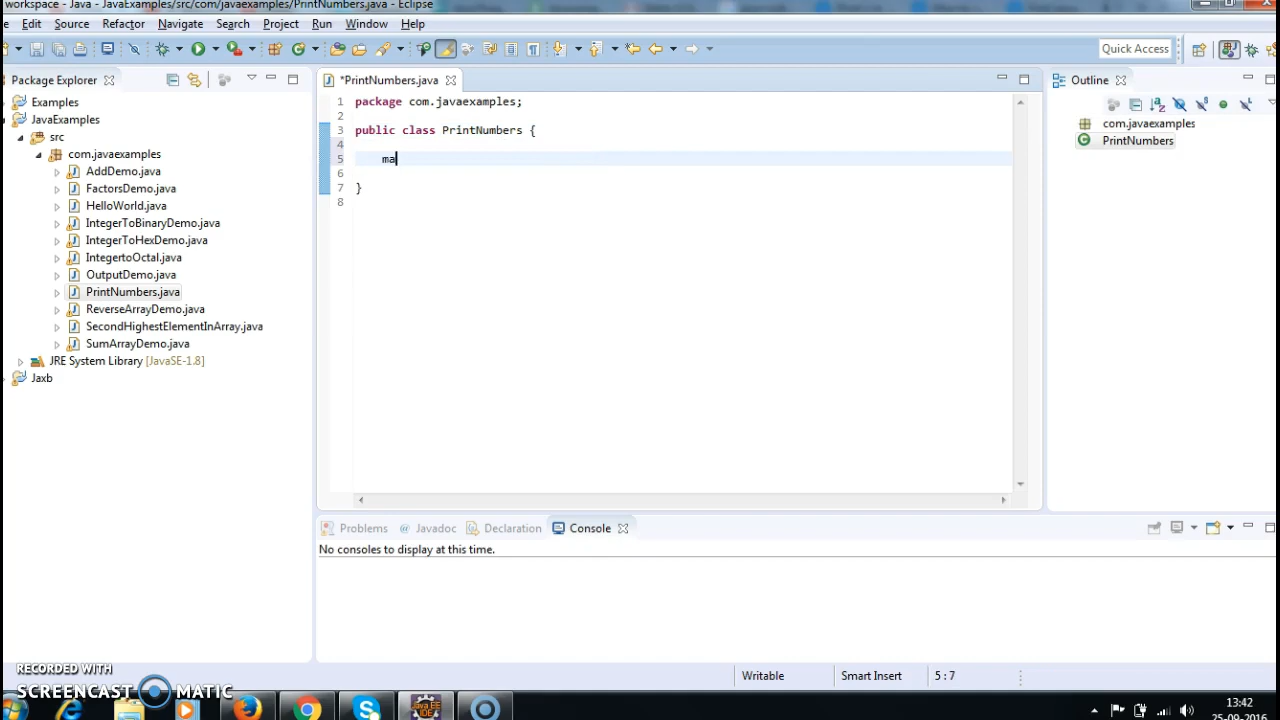 workspace - Java - JavaExamples/src/com/javaexamples/PrintNumbers.java - Eclipse
Edit Source Refactor Navigate Search Project Run Window Help
Quick Access
Package Explorer
Examples
JavaExamples
src
com.javaexamples
AddDemo.java
FactorsDemo.java
HelloWorld.java
IntegerToBinaryDemo.java
IntegerToHexDemo.java
IntegertoOctal.java
OutputDemo.java
PrintNumbers.java
ReverseArrayDemo.java
SecondHighestElementInArray.java
SumArrayDemo.java
JRE System Library [JavaSE-1.8]
Jaxb
*PrintNumbers.java
1 package com.javaexamples;
2
3 public class PrintNumbers {
4
5 ma
6
7 }
8
Outline
com.javaexamples
PrintNumbers
Problems @ Javadoc Declaration Console
No consoles to display at this time.
Writable Smart Insert 5 : 7
RECORDED WITH
SCREENCAST MATIC
Java EE
IDE
13:42
25-09-2016